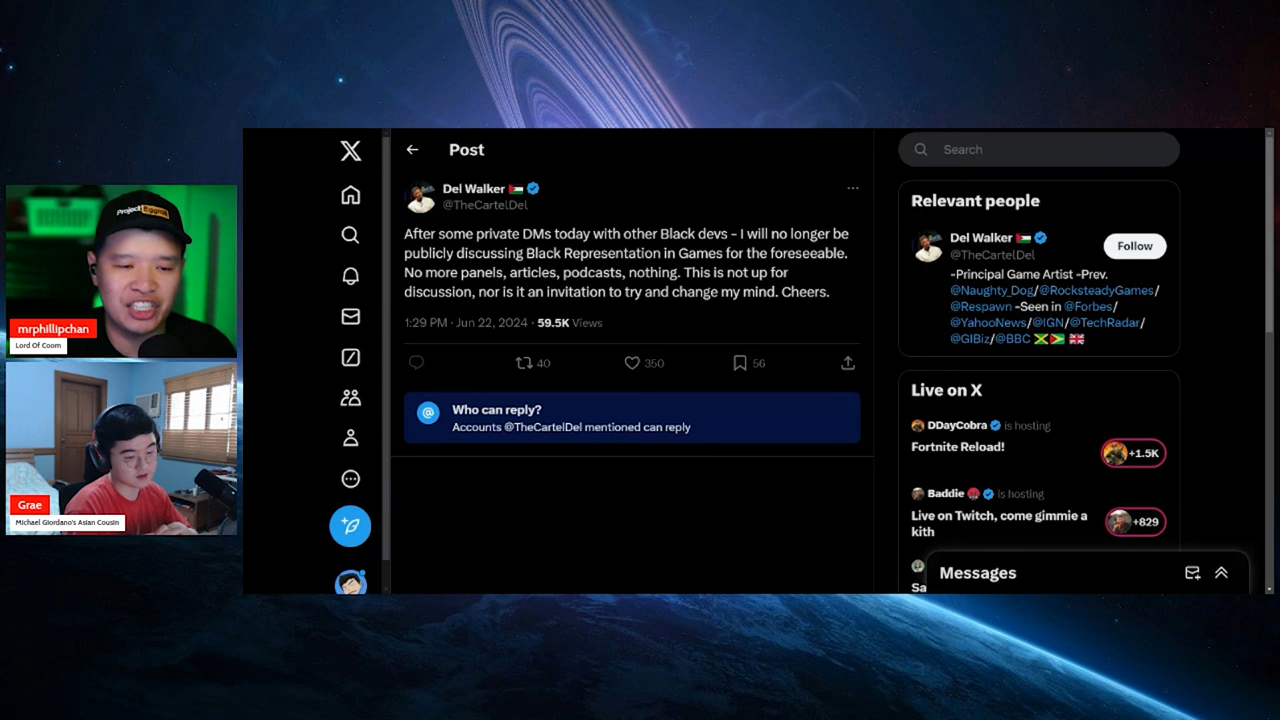 Project Egg
mrphillipchan
Lord Of Coom
Grae
Michael Giordano's Asian Cousin
Post
Del Walker
@TheCartelDel
After some private DMs today with other Black devs - I will no longer be
publicly discussing Black Representation in Games for the foreseeable.
No more panels, articles, podcasts, nothing. This is not up for
discussion, nor is it an invitation to try and change my mind. Cheers.
1:29 PM · Jun 22, 2024 · 59.5K Views
40
350
56
Who can reply?
Accounts @TheCartelDel mentioned can reply
Search
Relevant people
Del Walker
@TheCartelDel
Follow
-Principal Game Artist -Prev.
@Naughty_Dog/@RocksteadyGames/
@Respawn -Seen in @Forbes/
@YahooNews/@IGN/@TechRadar/
@GIBiz/@BBC
Live on X
DDayCobra is hosting
Fortnite Reload!
+1.5K
Baddie is hosting
Live on Twitch, come gimmie a
kith
+829
Sa
Messages